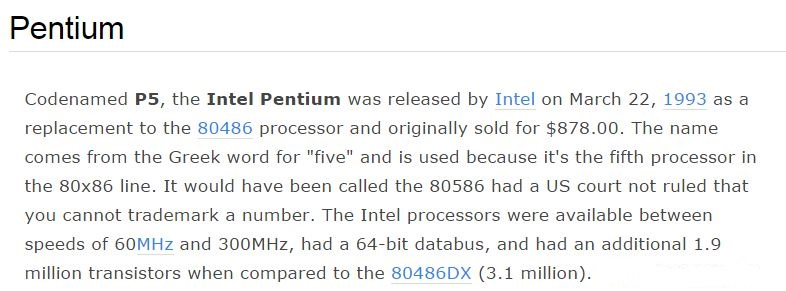 Pentium
Codenamed P5, the Intel Pentium was released by Intel on March 22, 1993 as a
replacement to the 80486 processor and originally sold for $878.00. The name
comes from the Greek word for "five" and is used because it's the fifth processor in
the 80x86 line. It would have been called the 80586 had a US court not ruled that
you cannot trademark a number. The Intel processors were available between
speeds of 60MHz and 300MHz, had a 64-bit databus, and had an additional 1.9
million transistors when compared to the 80486DX (3.1 million).